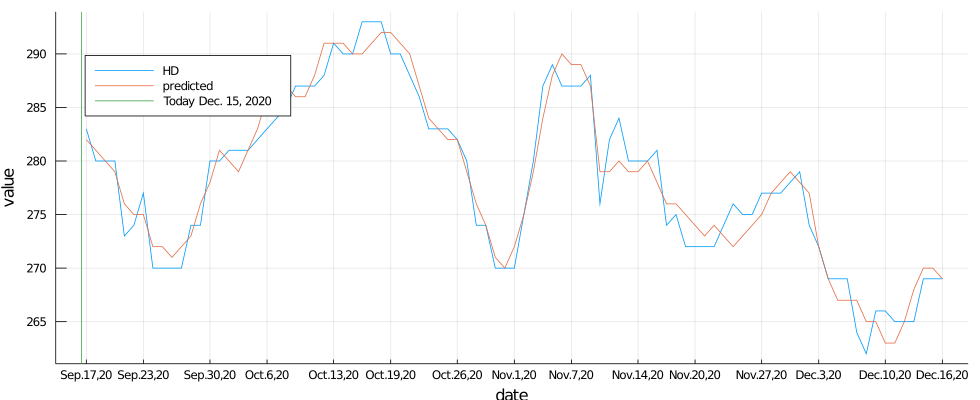 290
285
280
275
270
265
value
HD
predicted
Today Dec. 15, 2020
Sep.17,20 Sep.23,20 Sep.30,20 Oct.6,20 Oct.13,20 Oct.19,20 Oct.26,20 Nov.1,20 Nov.7,20 Nov.14,20 Nov.20,20 Nov.27,20 Dec.3,20 Dec.10,20 Dec.16,20
date